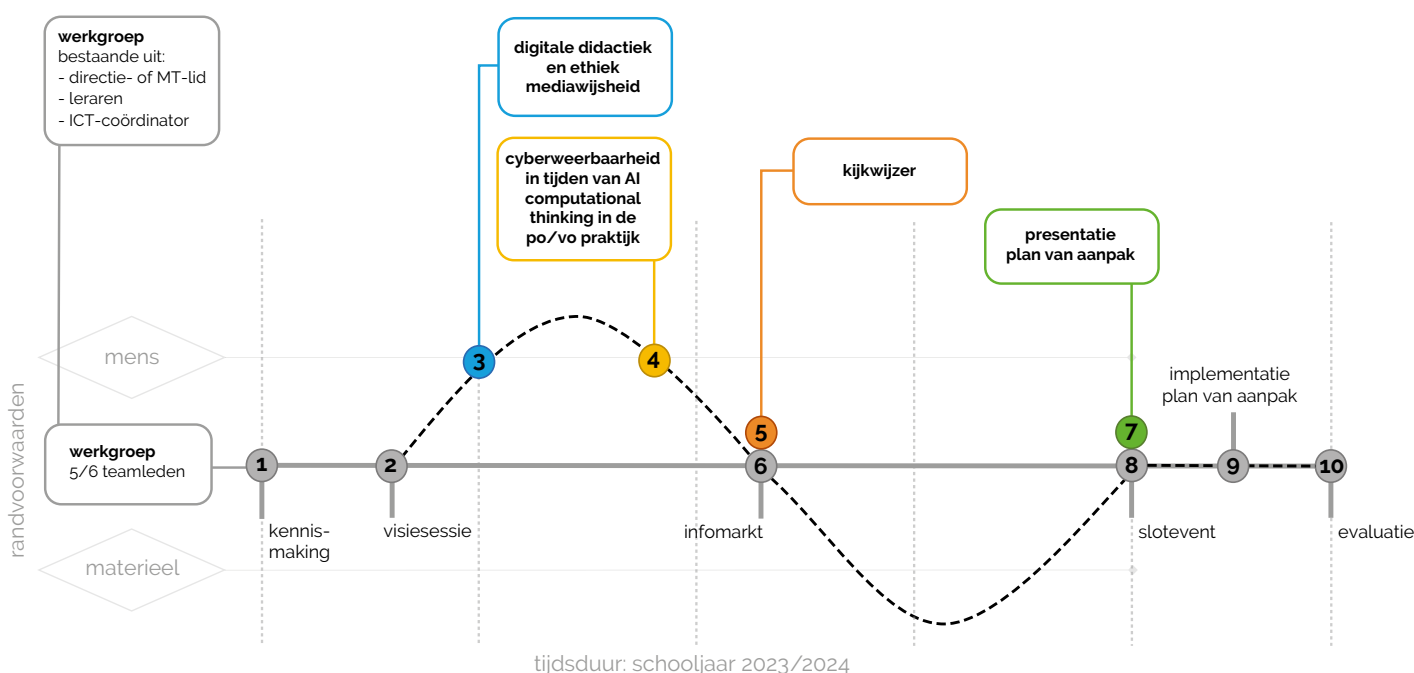 werkgroep
bestaande uit:
- directie- of MT-lid
- leraren
- ICT-coördinator
digitale didactiek
en ethiek
mediawijsheid
cyberweerbaarheid
in tijden van AI
computational
thinking in de
po/vo praktijk
kijkwijzer
presentatie
plan van aanpak
mens
3
4
implementatie
plan van aanpak
randvoorwaarden
werkgroep
5/6 teamleden
5
7
1
2
6
8
9
10
kennis-
making
visiesessie
infomarkt
slotevent
evaluatie
materieel
tijdsduur: schooljaar 2023/2024